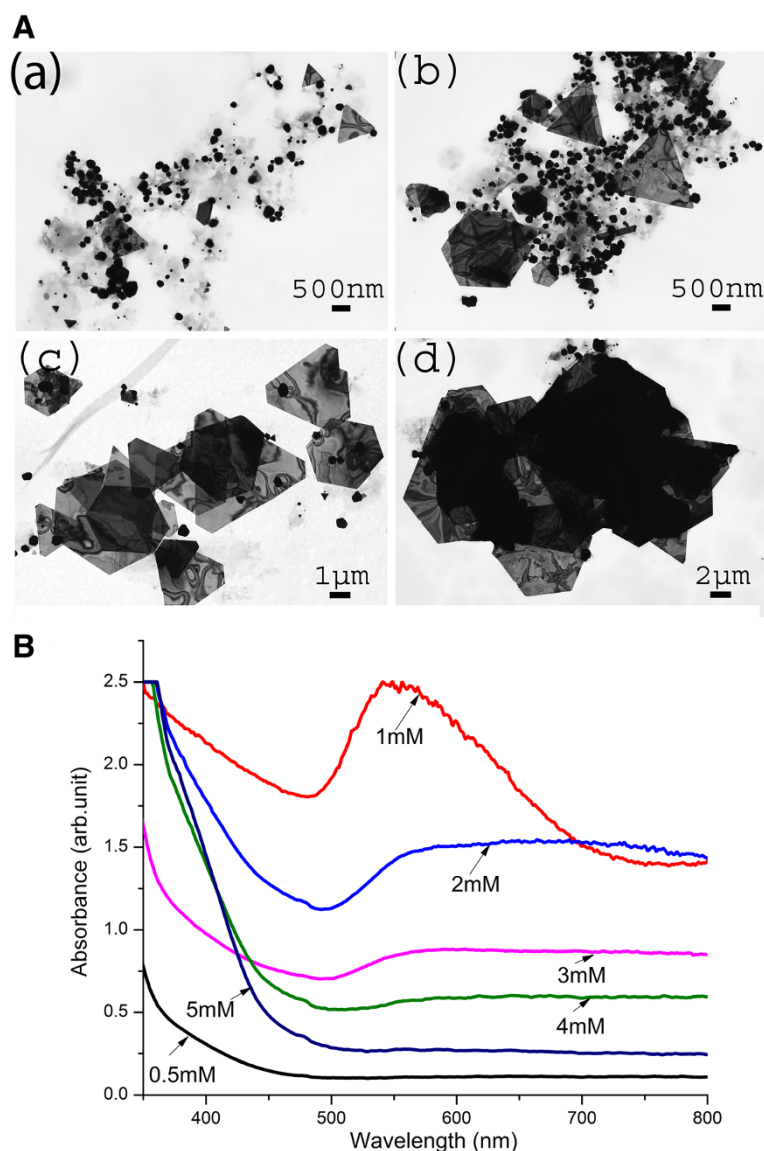 A
(a)
500nm
(b)
500nm
(c)
1μm
(d)
2μm
B
2.5
2.0
1.5
1.0
0.5
0.0
Absorbance (arb.unit)
1mM
2mM
3mM
4mM
5mM
0.5mM
400
500
600
700
800
Wavelength (nm)